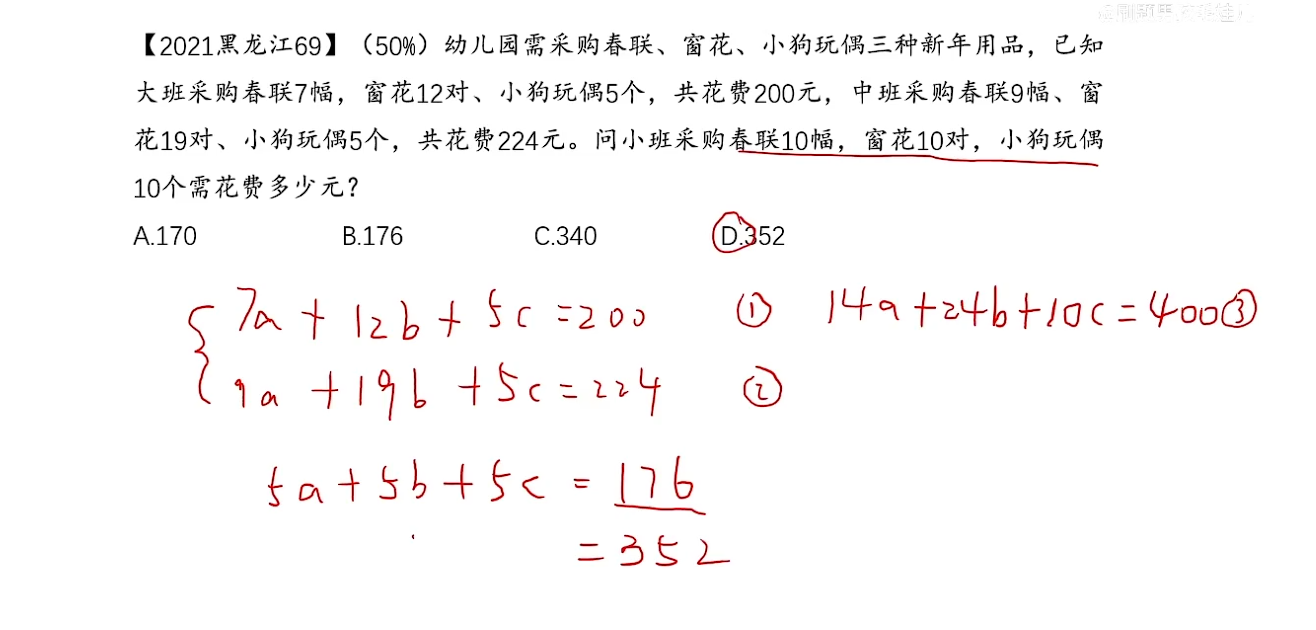 【2021黑龙江69】（50%）幼儿园需采购春联、窗花、小狗玩偶三种新年用品，已知
大班采购春联7幅，窗花12对、小狗玩偶5个，共花费200元，中班采购春联9幅、窗
花19对、小狗玩偶5个，共花费224元。问小班采购春联10幅，窗花10对，小狗玩偶
10个需花费多少元？
A.170 B.176 C.340 D.352
7a + 12b + 5c = 200 ① 14a + 24b + 10c = 400 ③
9a + 19b + 5c = 224 ②
5a + 5b + 5c = 176
= 352